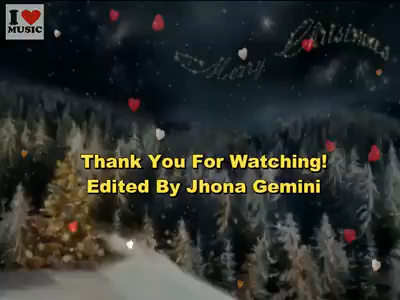 I ❤ MUSIC
Merry Christmas
Thank You For Watching!
Edited By Jhona Gemini